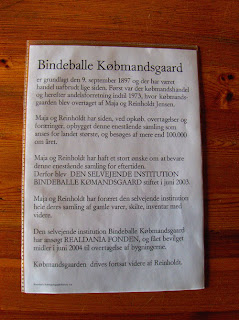 Bindeballe Købmandsgaard
er grundlagt den 9. september 1897 og der har været
handel uafbrudt lige siden. Først var der købmandshandel
og herefter andelsforretning indtil 1973, hvor købmands-
gaarden blev overtaget af Maja og Reinholdt Jensen.
Maja og Reinholdt har siden, ved opkøb, overtagelser og
foræringer, opbygget denne enestående samling som
anses for landet største, og besøges af mere end 100.000
om året.
Maja og Reinholdt har haft et stort ønske om at bevare
denne enestående samling for eftertiden.
Derfor blev DEN SELVEJENDE INSTITUTION
BINDEBALLE KØMANDSGAARD stiftet i juni 2003.
Maja og Reinholdt har foræret den selvejende institution
hele deres samling af gamle varer, skilte, inventar med
videre.
Den selvejende institution Bindeballe Købmandsgaard
har ansøgt REALDANIA FONDEN, og fået bevilget
midler i juni 2004 til overtagelse af bygningerne.
Købmandsgaarden drives fortsat videre af Reinholdt.